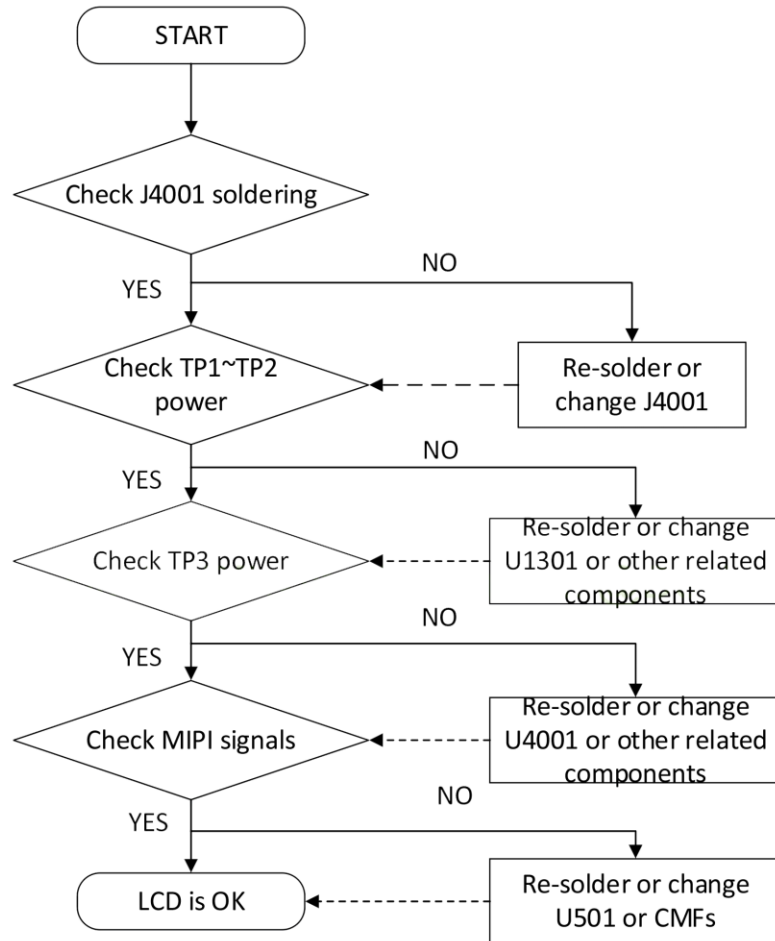 START
Check J4001 soldering
NO
YES
Check TP1~TP2
power
Re-solder or
change J4001
NO
YES
Check TP3 power
Re-solder or change
U1301 or other related
components
NO
YES
Check MIPI signals
Re-solder or change
U4001 or other related
components
NO
YES
LCD is OK
Re-solder or change
U501 or CMFs